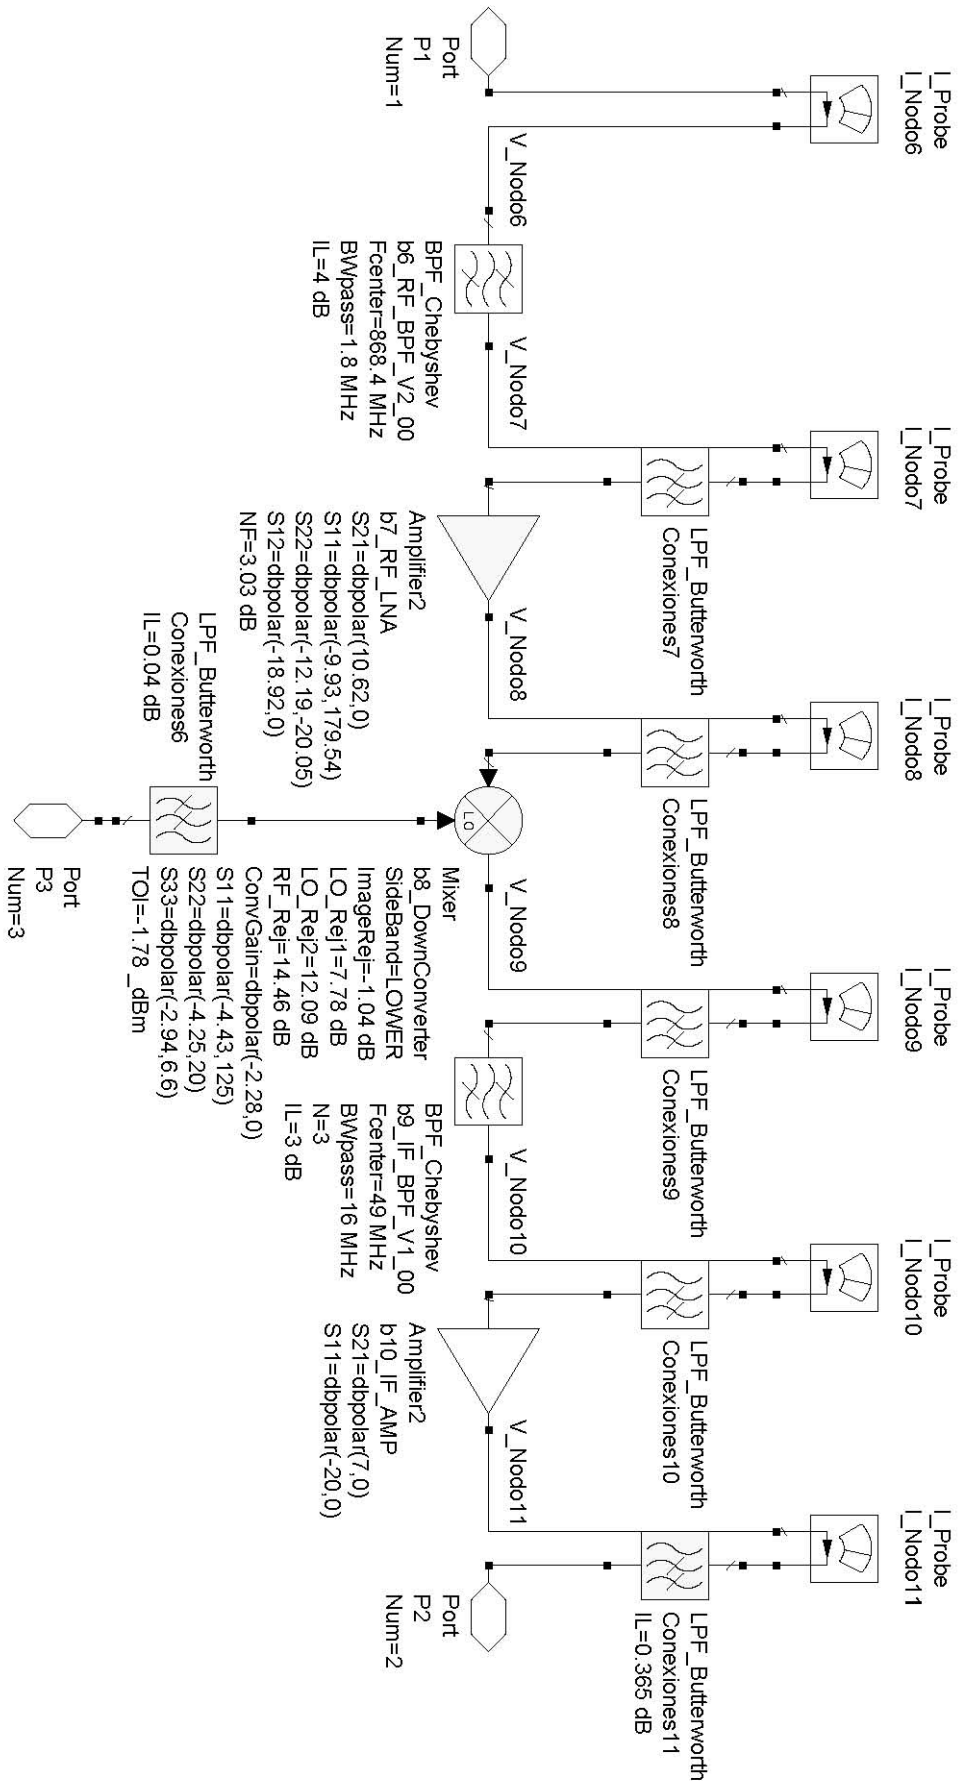 I_Probe
I_Nodo6
I_Probe
I_Nodo7
I_Probe
I_Nodo8
I_Probe
I_Nodo9
I_Probe
I_Nodo10
I_Probe
I_Nodo11
LPF_Butterworth
Conexiones7
LPF_Butterworth
Conexiones8
LPF_Butterworth
Conexiones9
LPF_Butterworth
Conexiones10
LPF_Butterworth
Conexiones11
IL=0.365 dB
V_Nodo6
V_Nodo7
V_Nodo8
V_Nodo9
V_Nodo10
V_Nodo11
Port
P1
Num=1
BPF_Chebyshev
b6_RF_BPF_V2_00
Fcenter=868.4 MHz
BWpass=1.8 MHz
IL=4 dB
Amplifier2
b7_RF_LNA
S21=dbpolar(10.62,0)
S11=dbpolar(-9.93,179.54)
S22=dbpolar(-12.19,-20.05)
S12=dbpolar(-18.92,0)
NF=3.03 dB
LO
Mixer
b8_DownConverter
SideBand=LOWER
ImageRej=-1.04 dB
LO_Rej1=7.78 dB
LO_Rej2=12.09 dB
RF_Rej=14.46 dB
ConvGain=dbpolar(-2.28,0)
S11=dbpolar(-4.43,125)
S22=dbpolar(-4.25,20)
S33=dbpolar(-2.94,6.6)
TOI=-1.78 _dBm
BPF_Chebyshev
b9_IF_BPF_V1_00
Fcenter=49 MHz
BWpass=16 MHz
N=3
IL=3 dB
Amplifier2
b10_IF_AMP
S21=dbpolar(7,0)
S11=dbpolar(-20,0)
Port
P2
Num=2
LPF_Butterworth
Conexiones6
IL=0.04 dB
Port
P3
Num=3